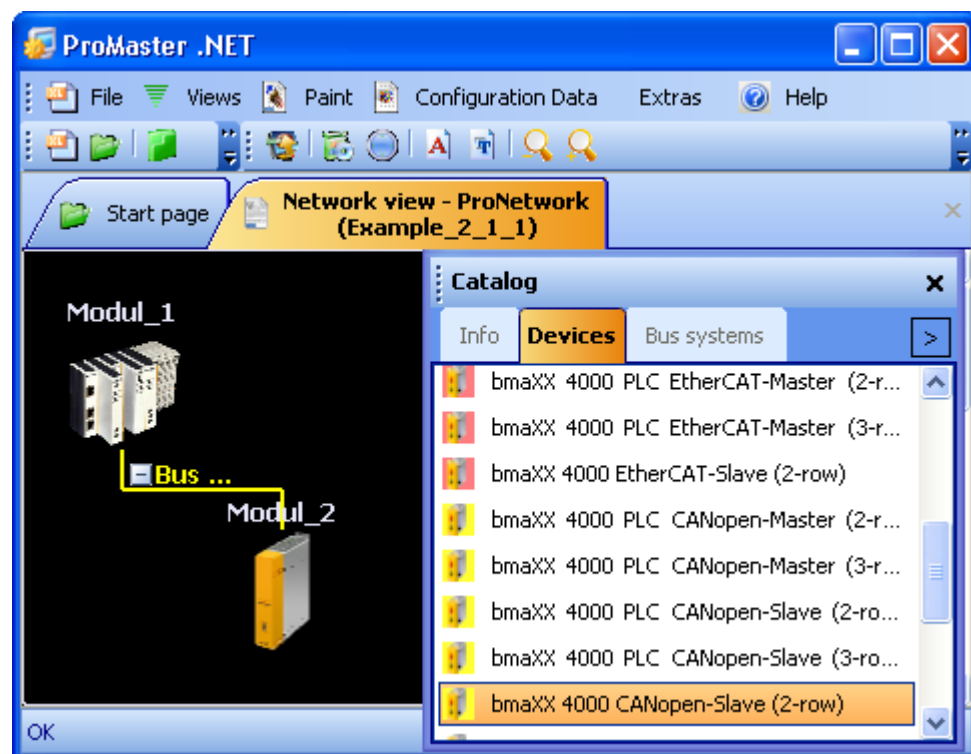 ProMaster .NET
File Views Paint Configuration Data Extras Help
Start page
Network view - ProNetwork
(Example_2_1_1)
Modul_1
Bus ...
Modul_2
Catalog
Info Devices Bus systems >
bmaXX 4000 PLC EtherCAT-Master (2-r...
bmaXX 4000 PLC EtherCAT-Master (3-r...
bmaXX 4000 EtherCAT-Slave (2-row)
bmaXX 4000 PLC CANopen-Master (2-r...
bmaXX 4000 PLC CANopen-Master (3-r...
bmaXX 4000 PLC CANopen-Slave (2-ro...
bmaXX 4000 PLC CANopen-Slave (3-ro...
bmaXX 4000 CANopen-Slave (2-row)
OK